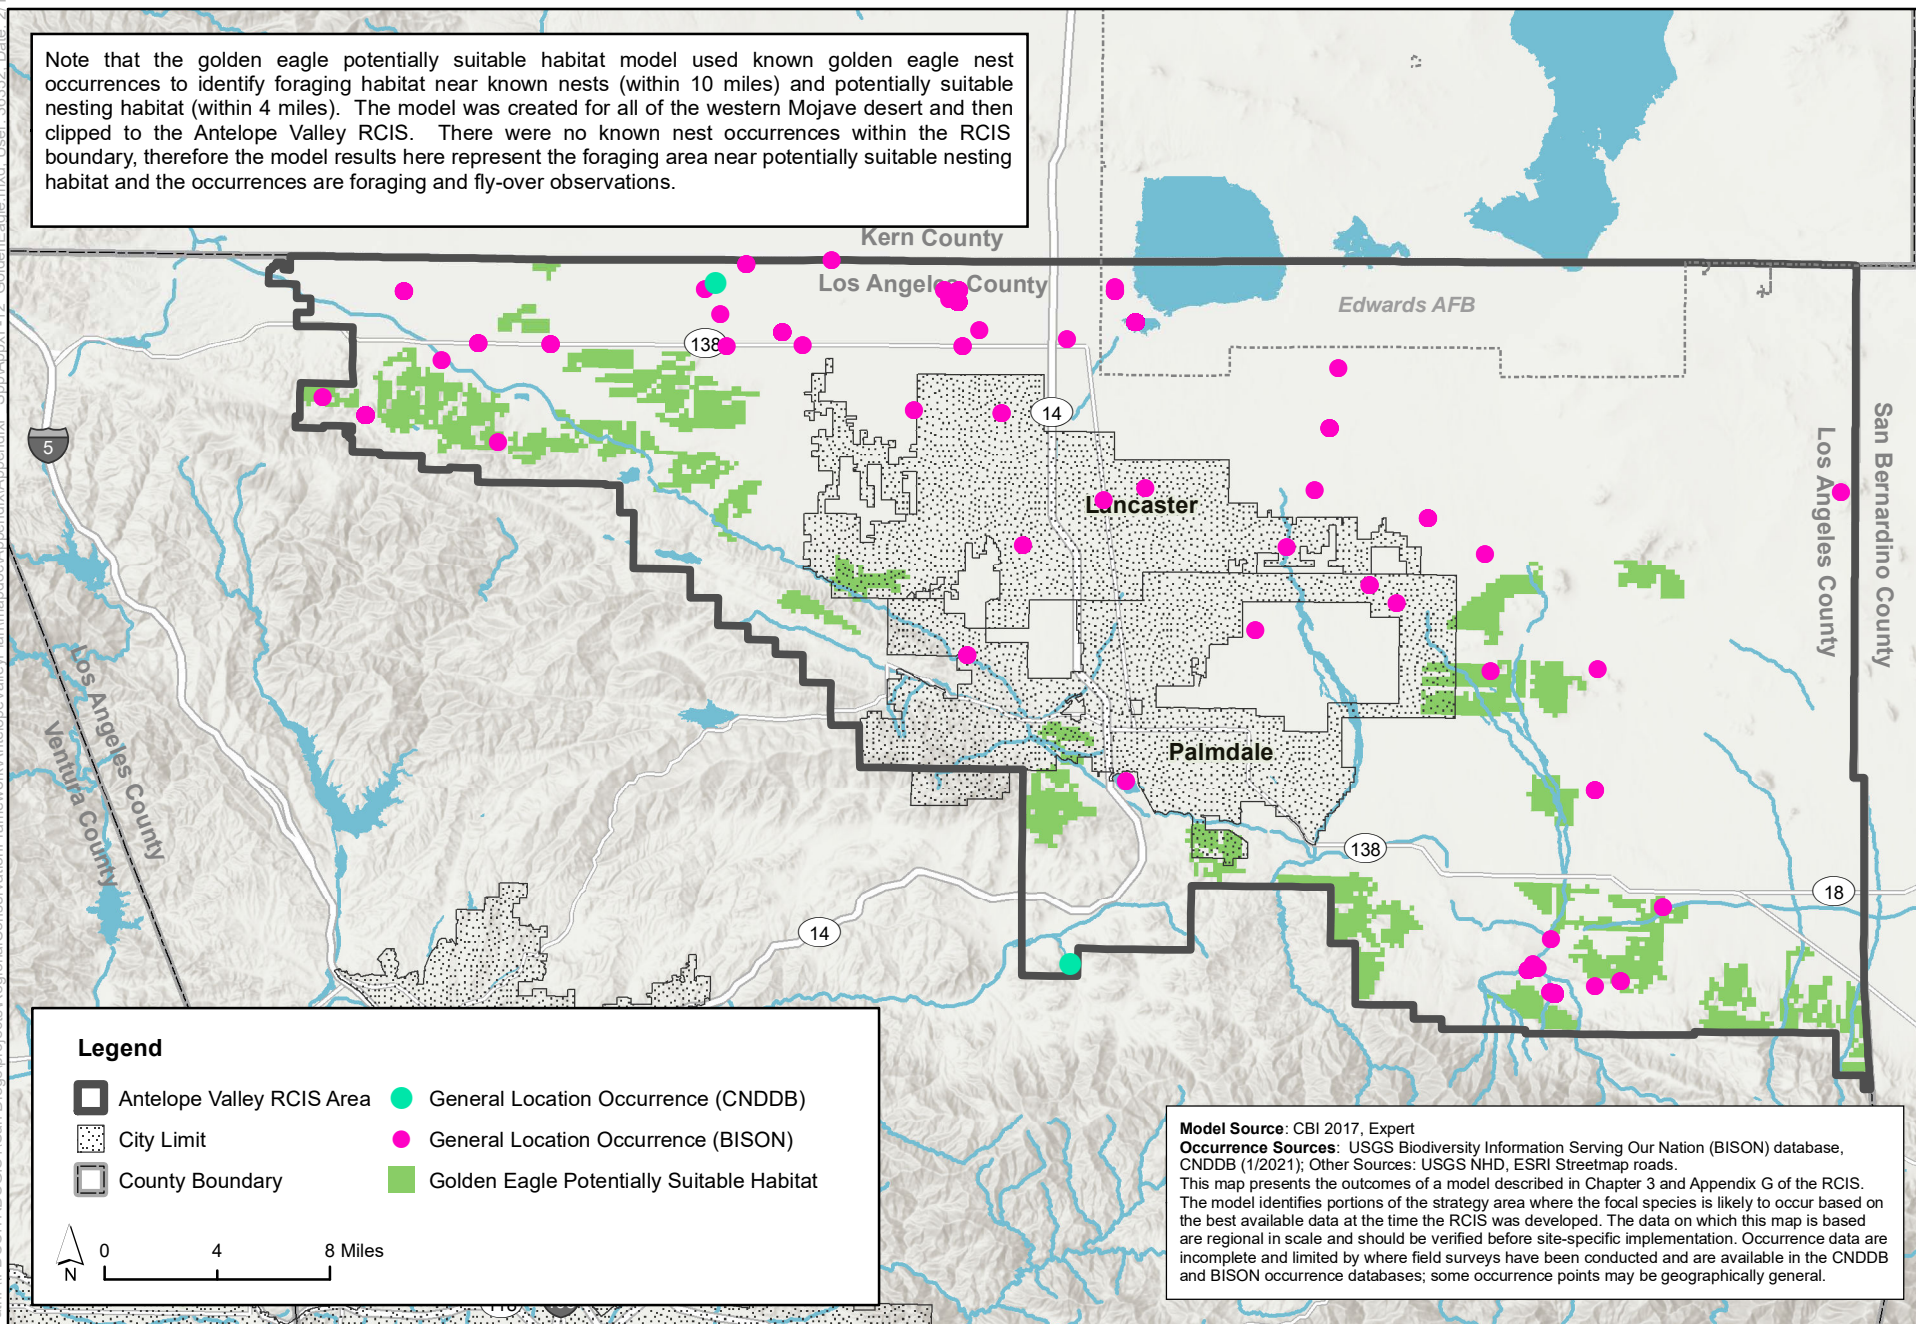 Note that the golden eagle potentially suitable habitat model used known golden eagle nest
occurrences to identify foraging habitat near known nests (within 10 miles) and potentially suitable
nesting habitat (within 4 miles). The model was created for all of the western Mojave desert and then
clipped to the Antelope Valley RCIS. There were no known nest occurrences within the RCIS
boundary, therefore the model results here represent the foraging area near potentially suitable nesting
habitat and the occurrences are foraging and fly-over observations.
Kern County
Los Angeles County
Edwards AFB
138
14
5
Lancaster
San Bernardino County
Los Angeles County
Los Angeles County
Ventura County
Palmdale
138
18
14
Legend
Antelope Valley RCIS Area
City Limit
County Boundary
General Location Occurrence (CNDDB)
General Location Occurrence (BISON)
Golden Eagle Potentially Suitable Habitat
N
0 4 8 Miles
Model Source: CBI 2017, Expert
Occurrence Sources: USGS Biodiversity Information Serving Our Nation (BISON) database,
CNDDB (1/2021); Other Sources: USGS NHD, ESRI Streetmap roads.
This map presents the outcomes of a model described in Chapter 3 and Appendix G of the RCIS.
The model identifies portions of the strategy area where the focal species is likely to occur based on
the best available data at the time the RCIS was developed. The data on which this map is based
are regional in scale and should be verified before site-specific implementation. Occurrence data are
incomplete and limited by where field surveys have been conducted and are available in the CNDDB
and BISON occurrence databases; some occurrence points may be geographically general.